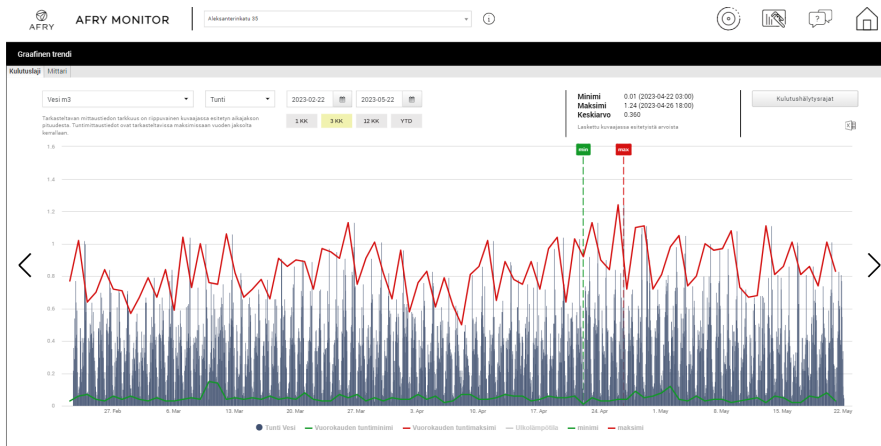 AFRY
AFRY MONITOR
Aleksanterinkatu 35
Graafinen trendi
Kulutuslaji Mittari
Vesi m3
Tunti
2023-02-22
2023-05-22
Tarkasteltavan mittaustiedon tarkkuus on riippuvainen kuvaajassa esitetyn aikajakson
pituudesta. Tuntimittaustiedot ovat tarkasteltavissa maksimissaan vuoden jaksolta
kerrallaan.
1 KK 3 KK 12 KK YTD
Minimi 0.01 (2023-04-22 03:00)
Maksimi 1.24 (2023-04-26 18:00)
Keskiarvo 0.360
Laskettu kuvaajassa esitetyistä arvoista
Kulutushälytysrajat
min max
1.6
1.4
1.2
1
0.8
0.6
0.4
0.2
0
27. Feb 6. Mar 13. Mar 20. Mar 27. Mar 3. Apr 10. Apr 17. Apr 24. Apr 1. May 8. May 15. May 22. May
Tunti Vesi Vuorokauden tuntiminimi Vuorokauden tuntimaksimi Ulkolämpötila minimi maksimi